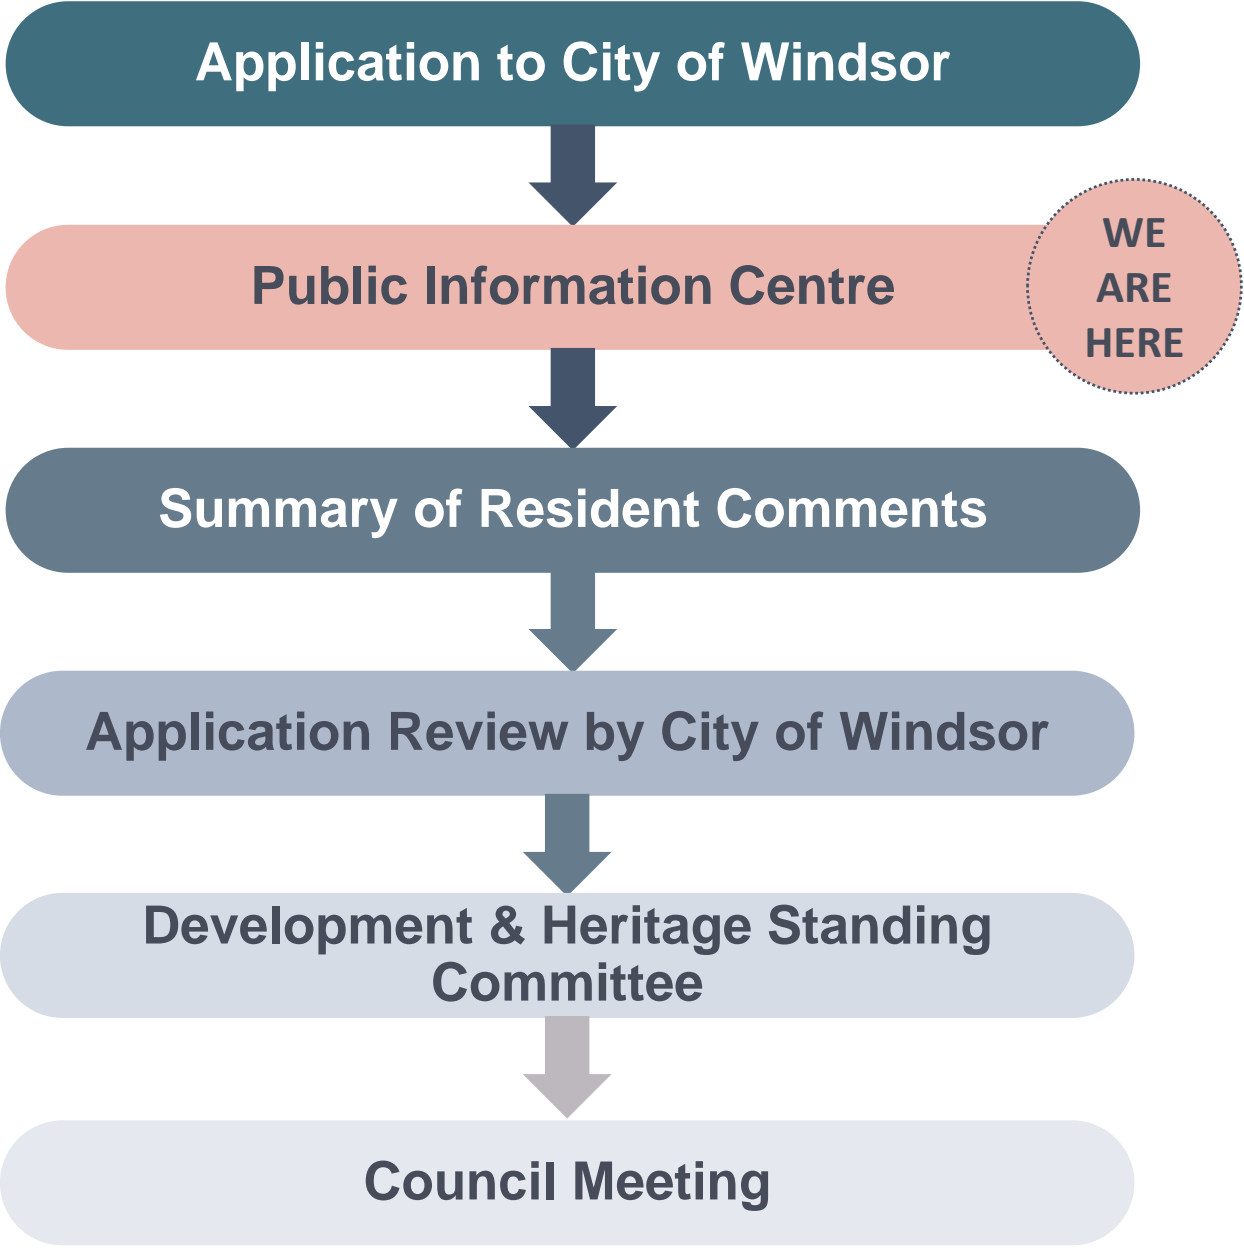 Application to City of Windsor
Public Information Centre
WE
ARE
HERE
Summary of Resident Comments
Application Review by City of Windsor
Development & Heritage Standing
Committee
Council Meeting